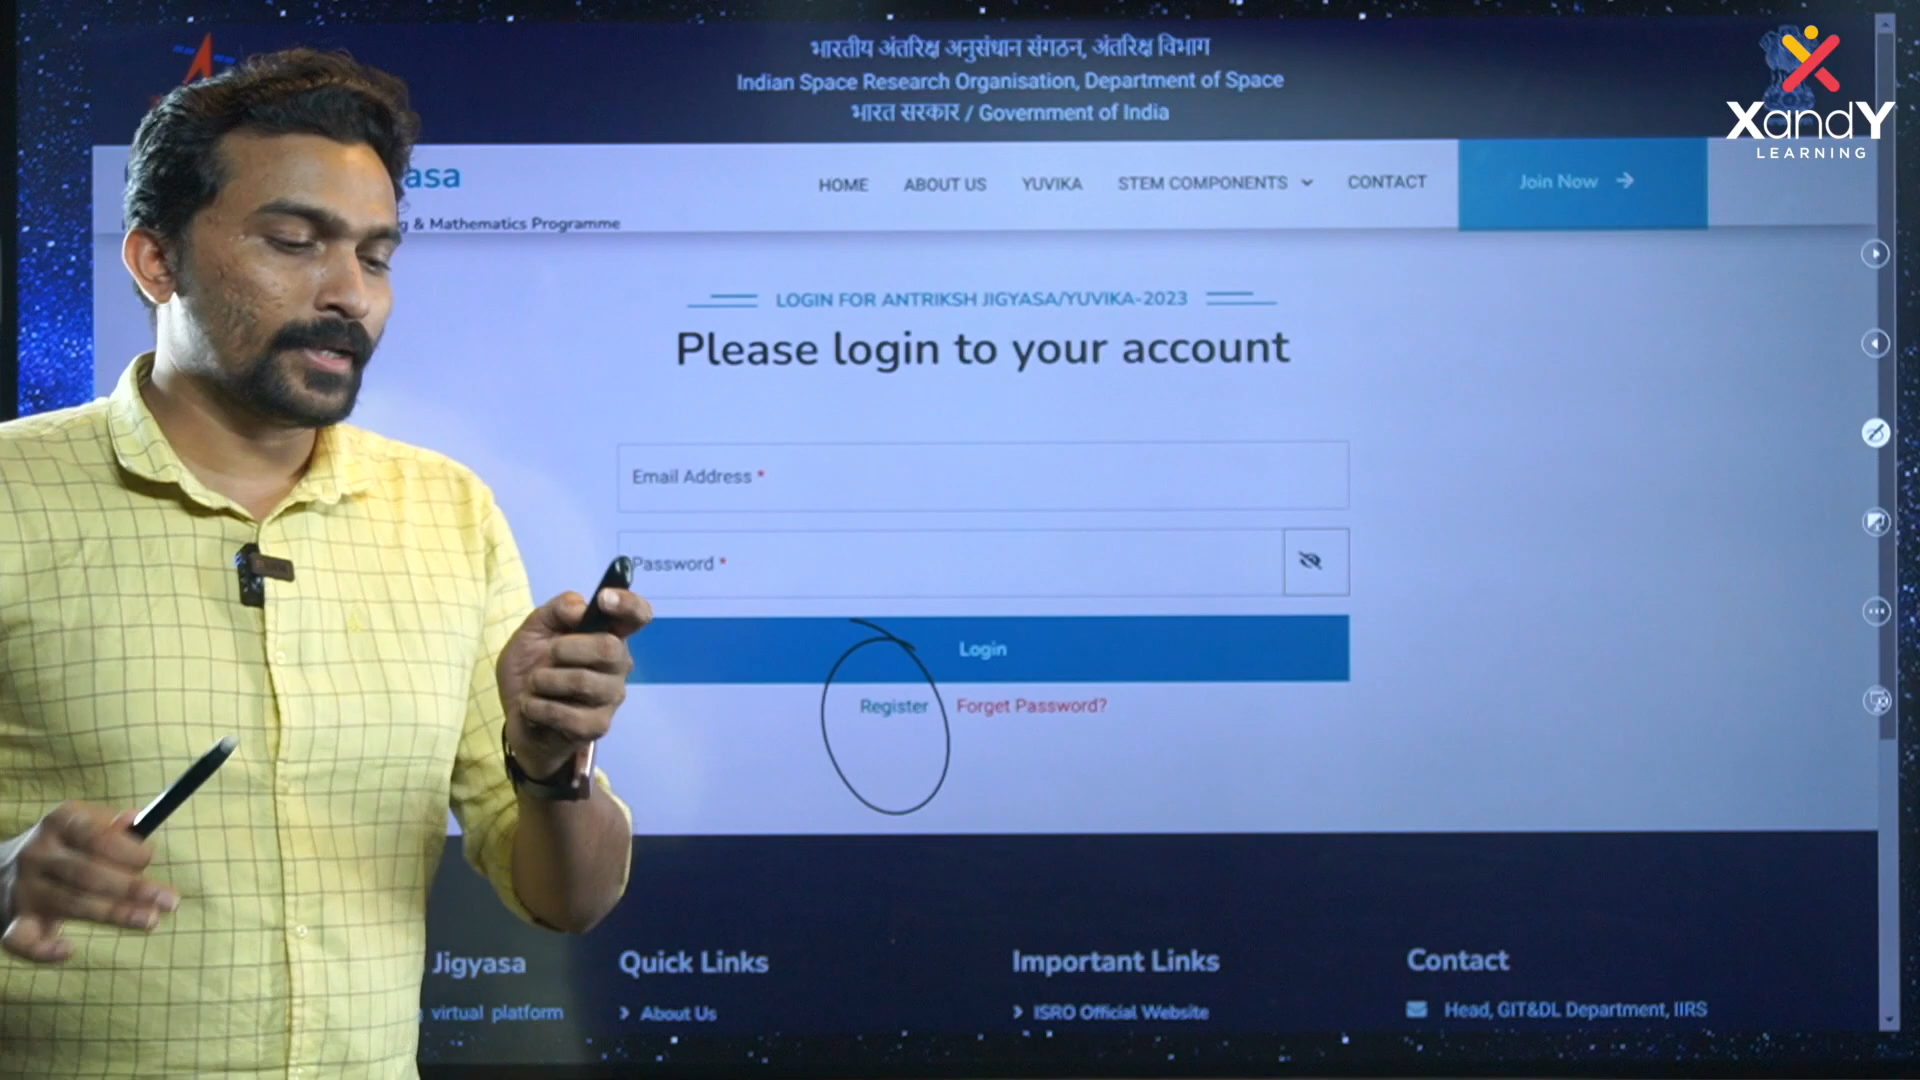 भारतीय अंतरिक्ष अनुसंधान संगठन, अंतरिक्ष विभाग
Indian Space Research Organisation, Department of Space
भारत सरकार / Government of India
XandY
LEARNING
asa
HOME
ABOUT US
YUVIKA
STEM COMPONENTS
CONTACT
Join Now
g & Mathematics Programme
LOGIN FOR ANTRIKSH JIGYASA/YUVIKA-2023
Please login to your account
Email Address *
Password *
Login
Register
Forget Password?
Jigyasa
Quick Links
Important Links
Contact
virtual platform
About Us
ISRO Official Website
Head, GIT&DL Department, IIRS